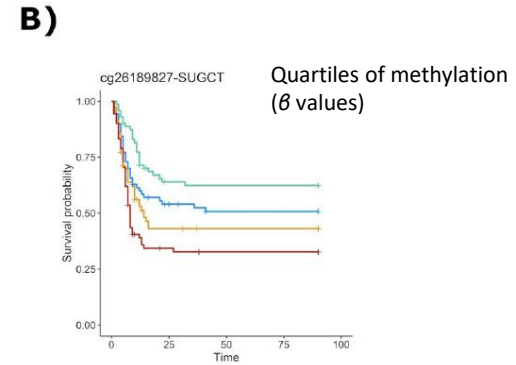 B)
cg26189827-SUGCT
Quartiles of methylation
(β values)
1.00
0.75
0.50
0.25
0.00
Survival probability
0 25 50 75 100
Time